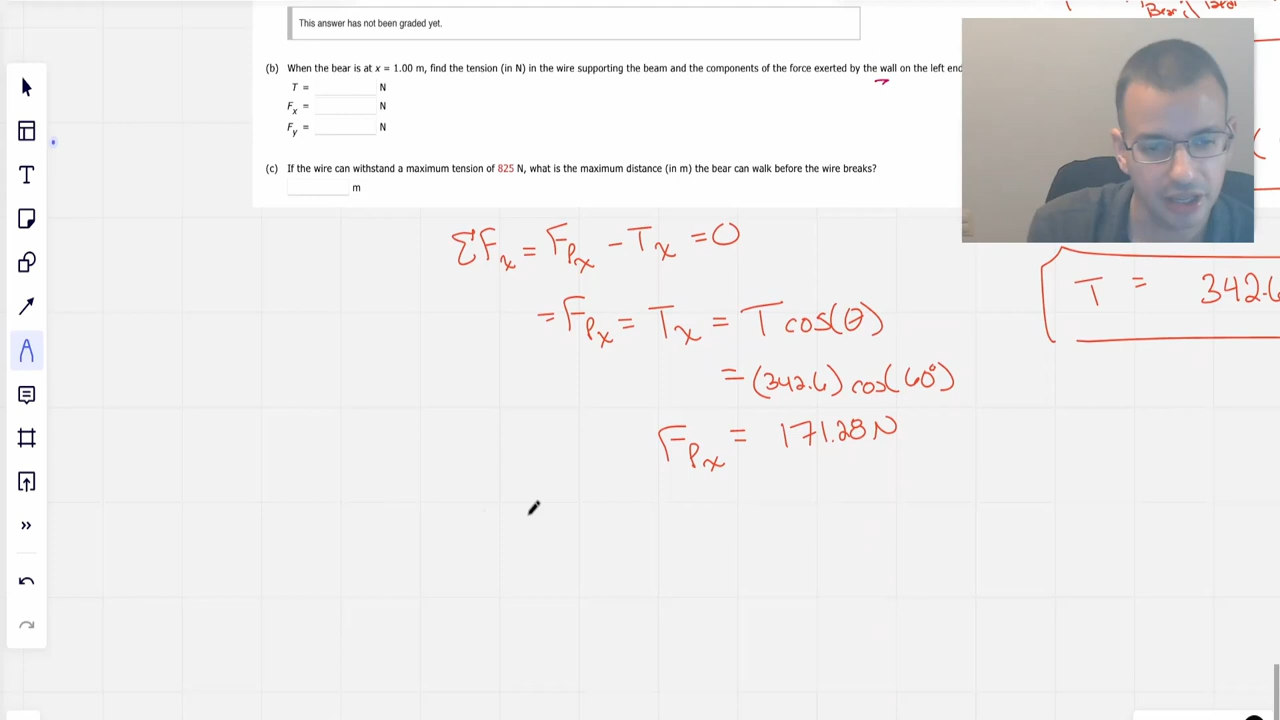 This answer has not been graded yet.
(b) When the bear is at x = 1.00 m, find the tension (in N) in the wire supporting the beam and the components of the force exerted by the wall on the left end
T = N
Fx = N
Fy = N
(c) If the wire can withstand a maximum tension of 825 N, what is the maximum distance (in m) the bear can walk before the wire breaks?
m
ΣFx = FPx - Tx = 0
= FPx = Tx = T cos(θ)
= (342.6) cos(60°)
FPx = 171.28 N
T = 342.6
Bear